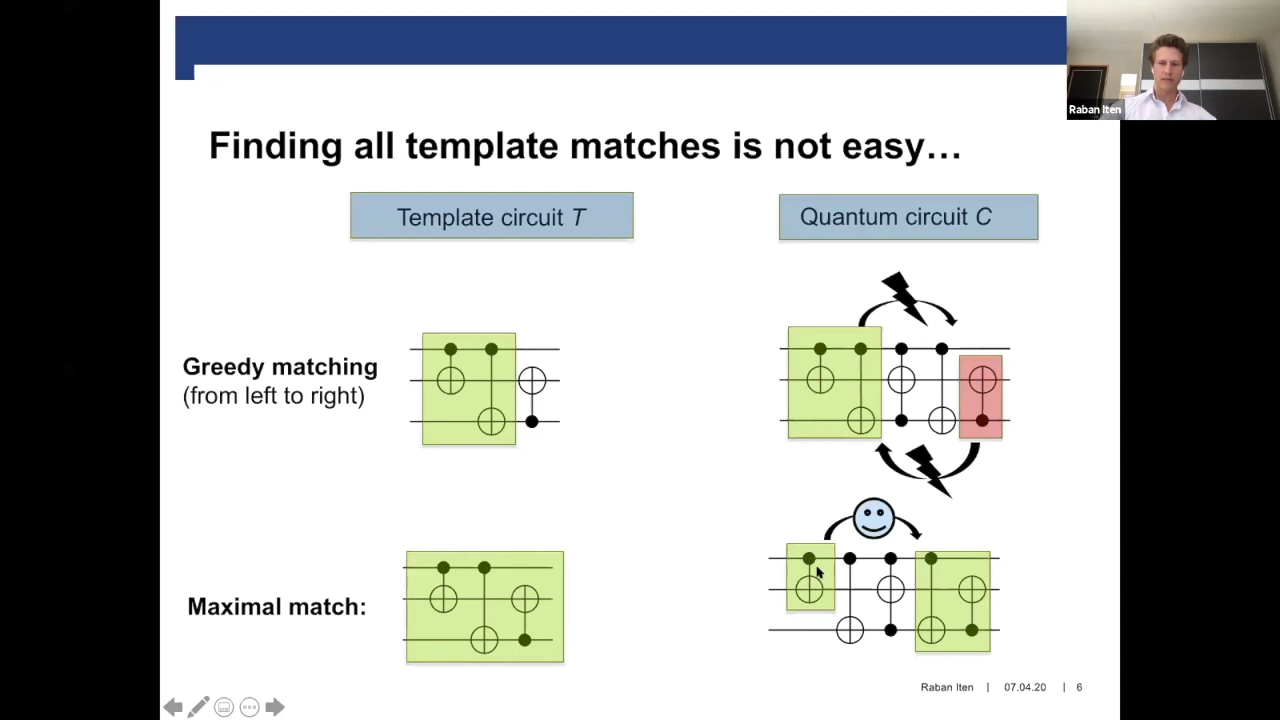 Raban Iten
Finding all template matches is not easy…
Template circuit T
Quantum circuit C
Greedy matching
(from left to right)
Maximal match:
Raban Iten | 07.04.20 | 6